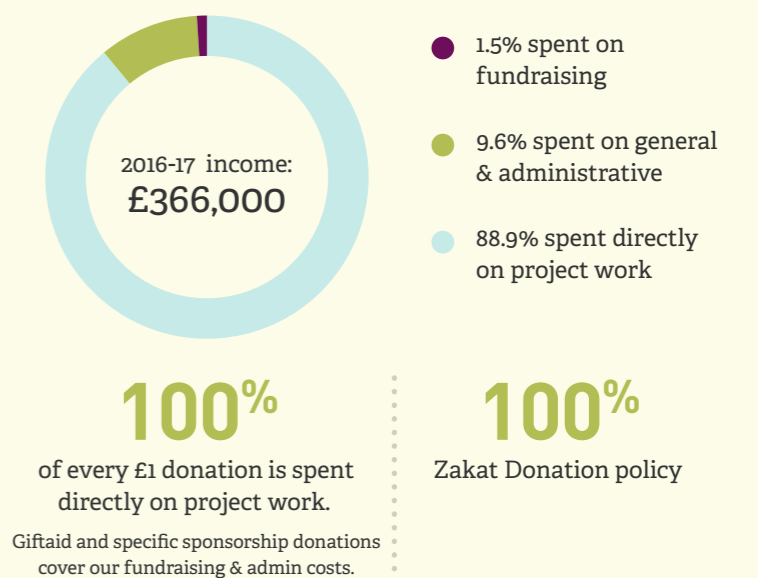 2016-17 income:
£366,000
1.5% spent on
fundraising
9.6% spent on general
& administrative
88.9% spent directly
on project work
100%
of every £1 donation is spent
directly on project work.
Giftaid and specific sponsorship donations
cover our fundraising & admin costs.
100%
Zakat Donation policy